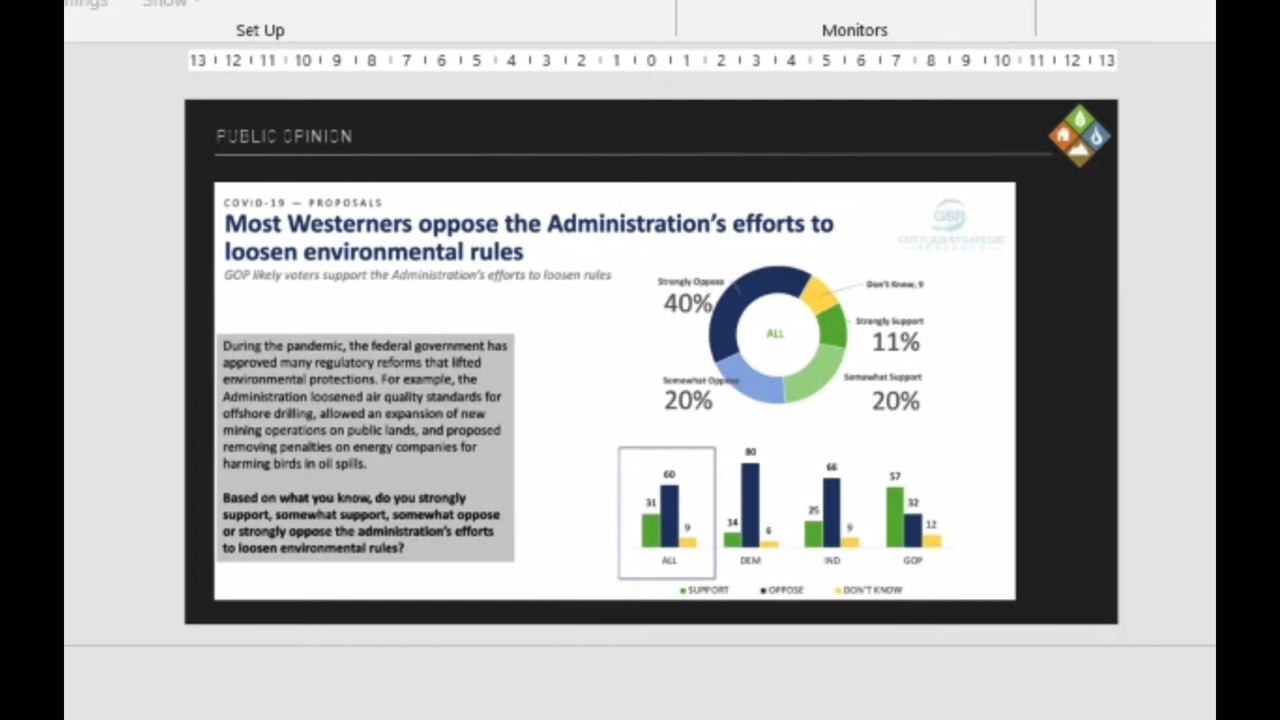 Show
Set Up
Monitors
13 12 11 10 9 8 7 6 5 4 3 2 1 0 1 2 3 4 5 6 7 8 9 10 11 12 13
PUBLIC OPINION
COVID-19 — PROPOSALS
Most Westerners oppose the Administration's efforts to
loosen environmental rules
GOP likely voters support the Administration's efforts to loosen rules
GSR
GOTTLIEB STRATEGIC
RESEARCH
During the pandemic, the federal government has
approved many regulatory reforms that lifted
environmental protections. For example, the
Administration loosened air quality standards for
offshore drilling, allowed an expansion of new
mining operations on public lands, and proposed
removing penalties on energy companies for
harming birds in oil spills.
Based on what you know, do you strongly
support, somewhat support, somewhat oppose
or strongly oppose the administration's efforts
to loosen environmental rules?
Strongly Oppose
40%
Don't Know, 9
Strongly Support
11%
ALL
Somewhat Oppose
20%
Somewhat Support
20%
31 60 9
14 80 6
25 66 9
57 32 12
ALL DEM IND GOP
SUPPORT OPPOSE DON'T KNOW